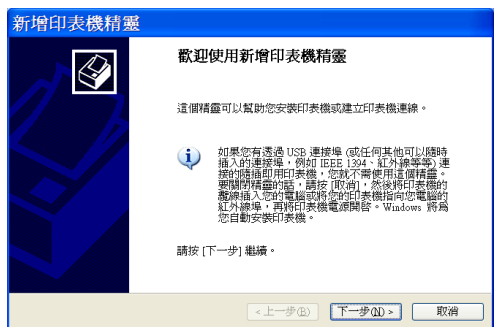 新增印表機精靈
歡迎使用新增印表機精靈
這個精靈可以幫助您安裝印表機或建立印表機連線。
如果您有透過 USB 連接埠 (或任何其他可以隨時
插入的連接埠，例如 IEEE 1394、紅外線等等) 連
接的隨插即用印表機，您就不需使用這個精靈。
要關閉精靈的話，請按 [取消]，然後將印表機的
纜線插入您的電腦或將您的印表機指向您電腦的
紅外線埠，再將印表機電源開啟。Windows 將為
您自動安裝印表機。
請按 [下一步] 繼續。
< 上一步(B) 下一步(N) > 取消